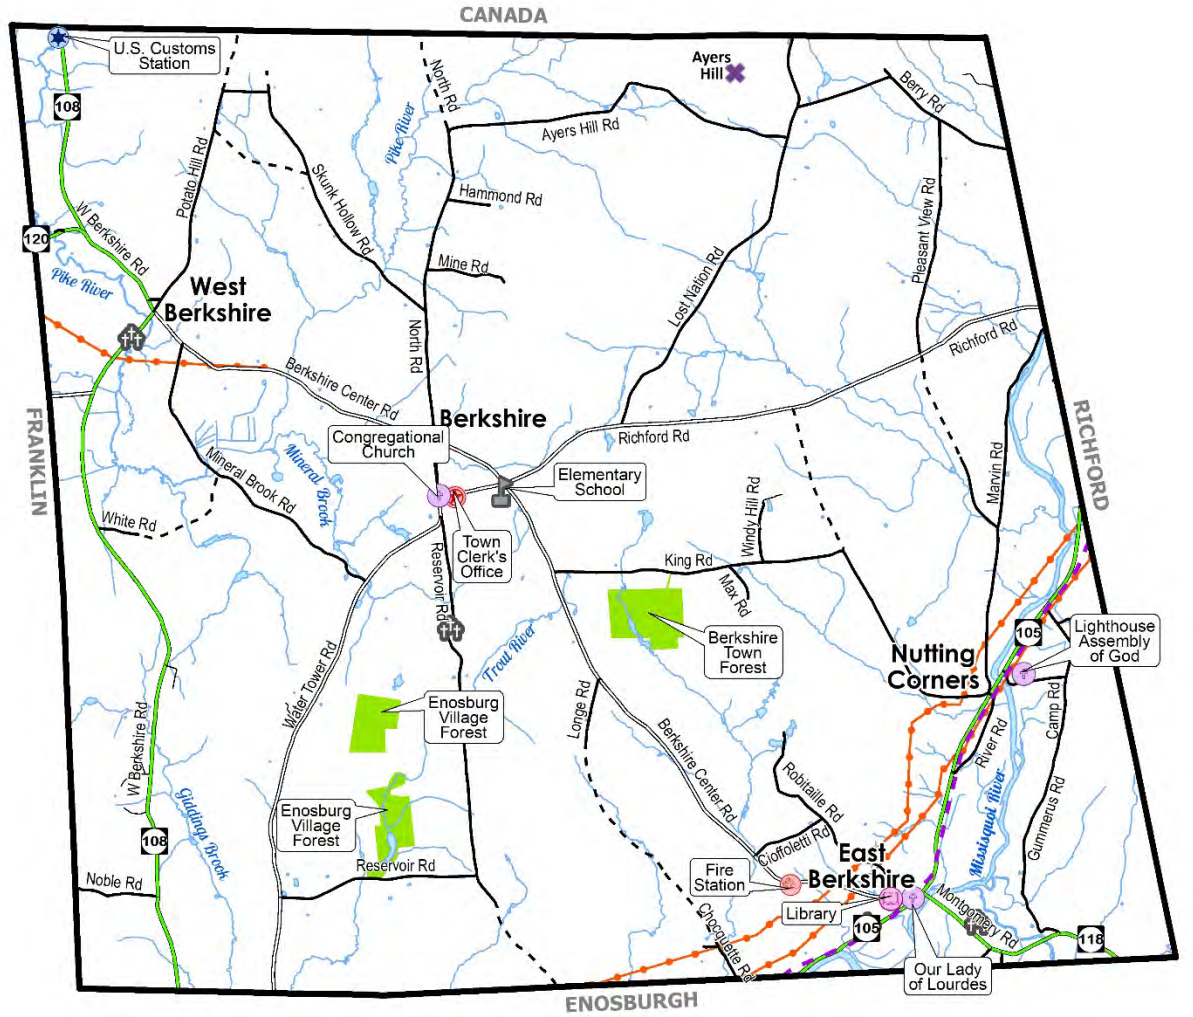 CANADA
U.S. Customs
Station
108
Ayers
Hill
Berry Rd
North Rd
Pike River
Ayers Hill Rd
Potato Hill Rd
Skunk Hollow Rd
Hammond Rd
Pleasant View Rd
W Berkshire Rd
120
Mine Rd
Lost Nation Rd
Pike River
West
Berkshire
North Rd
Richford Rd
Berkshire Center Rd
Berkshire
Richford Rd
FRANKLIN
RICHFORD
Congregational
Church
Mineral Brook Rd
Mineral Brook
Elementary
School
Marvin Rd
White Rd
Windy Hill Rd
Town
Clerk's
Office
Reservoir Rd
King Rd
Max Rd
Trout River
Berkshire
Town
Forest
105
Lighthouse
Assembly
of God
Nutting
Corners
Water Tower Rd
Enosburg
Village
Forest
Longe Rd
Camp Rd
W Berkshire Rd
Berkshire Center Rd
River Rd
Robitaille Rd
Giddings Brook
Enosburg
Village
Forest
Missisquoi River
Gummerus Rd
108
Cioffoletti Rd
Reservoir Rd
East
Berkshire
Noble Rd
Fire
Station
Library
Montgomery Rd
Chocquette Rd
105
118
Our Lady
of Lourdes
ENOSBURGH